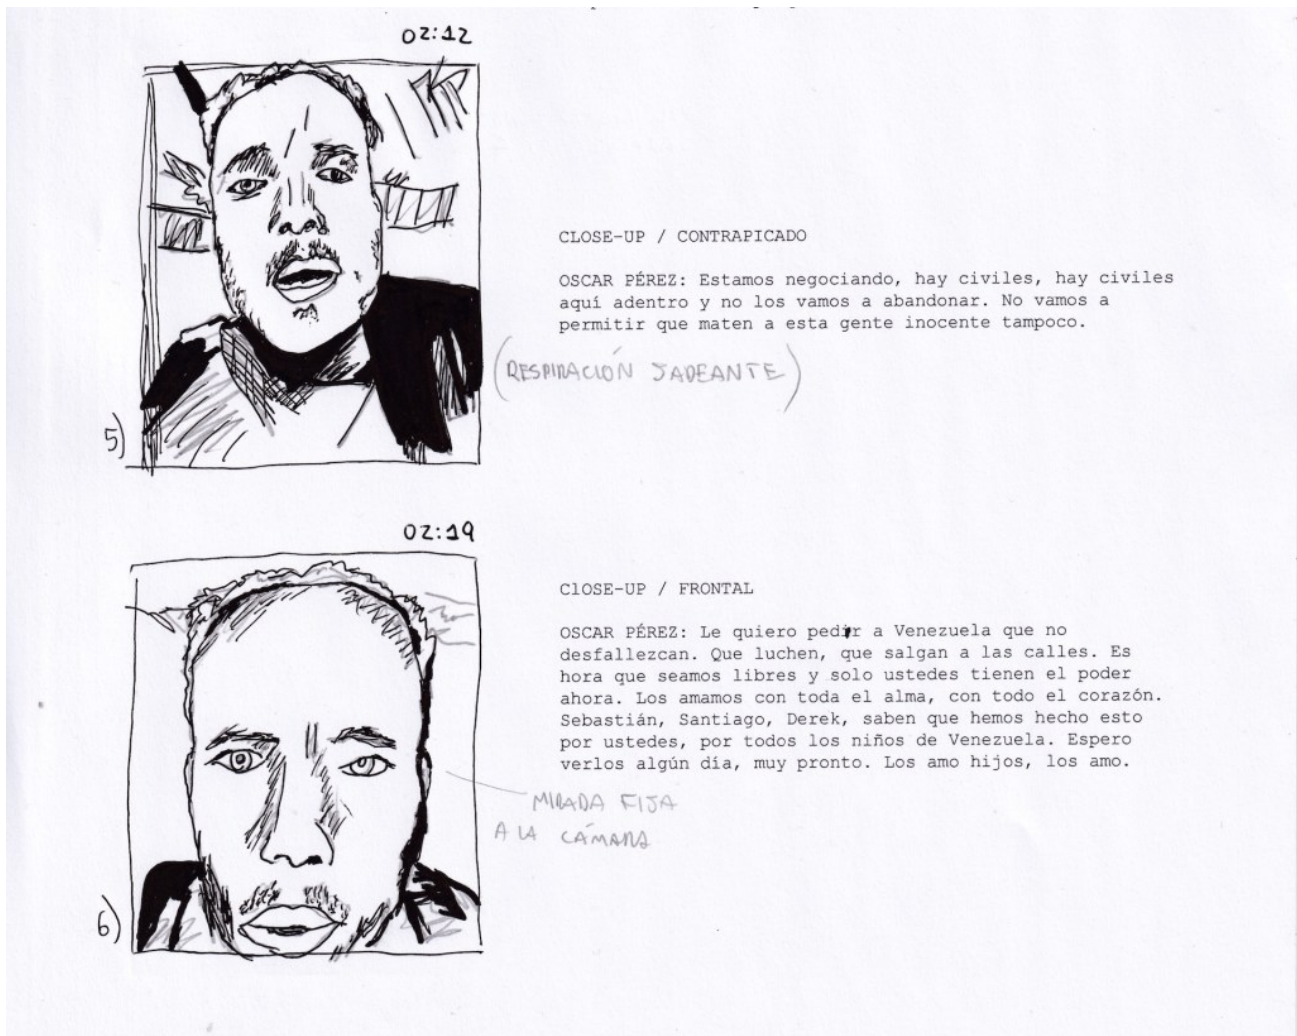 02:12
CLOSE-UP / CONTRAPICADO
OSCAR PÉREZ: Estamos negociando, hay civiles, hay civiles
aquí adentro y no los vamos a abandonar. No vamos a
permitir que maten a esta gente inocente tampoco.
(RESPIRACIÓN JADEANTE)
5)
02:19
ClOSE-UP / FRONTAL
OSCAR PÉREZ: Le quiero pedir a Venezuela que no
desfallezcan. Que luchen, que salgan a las calles. Es
hora que seamos libres y solo ustedes tienen el poder
ahora. Los amamos con toda el alma, con todo el corazón.
Sebastián, Santiago, Derek, saben que hemos hecho esto
por ustedes, por todos los niños de Venezuela. Espero
verlos algún día, muy pronto. Los amo hijos, los amo.
MIRADA FIJA
A LA CÁMARA
6)